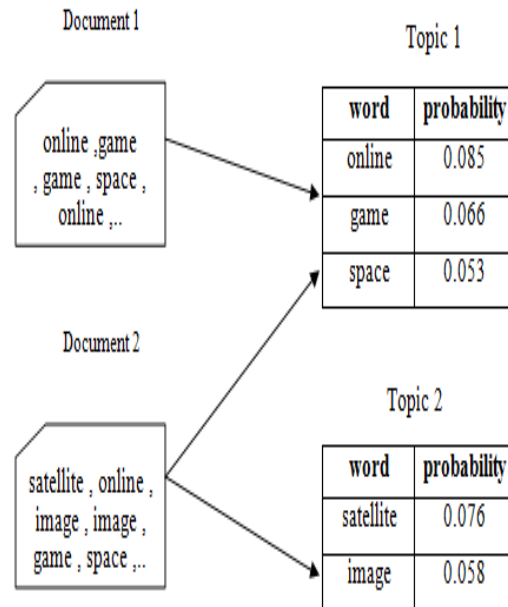 Document 1
online ,game
, game , space ,
online ,..
Topic 1
word probability
online 0.085
game 0.066
space 0.053
Document 2
satellite , online ,
image , image ,
game , space ,..
Topic 2
word probability
satellite 0.076
image 0.058